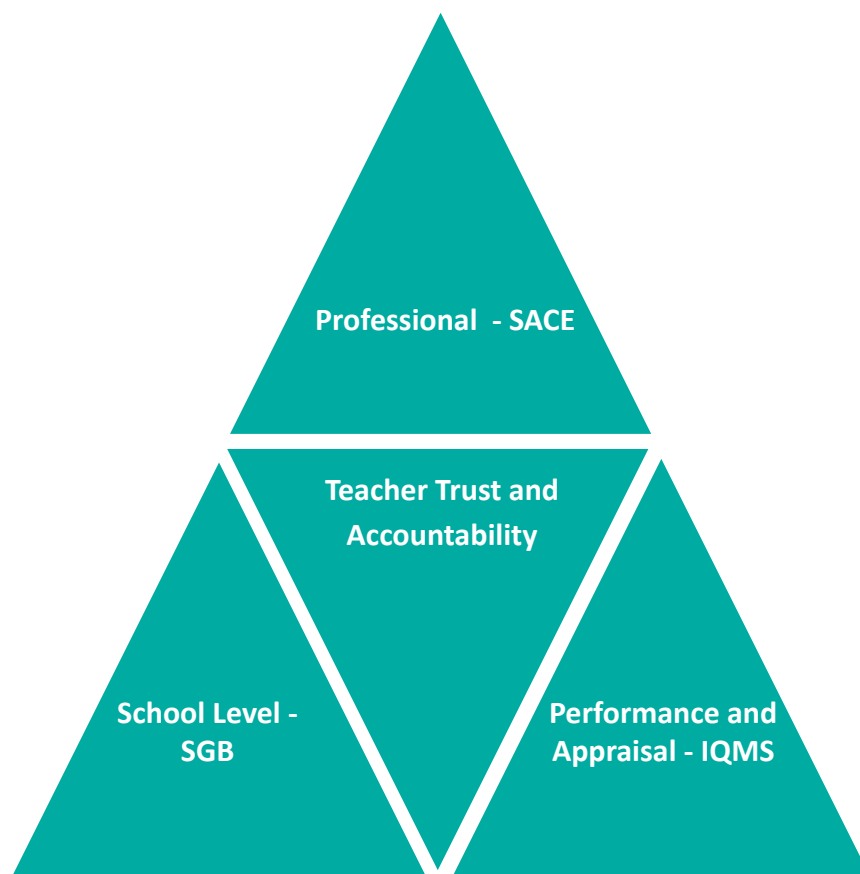 Professional  - SACE
Teacher Trust and
Accountability
School Level -
SGB
Performance and
Appraisal - IQMS